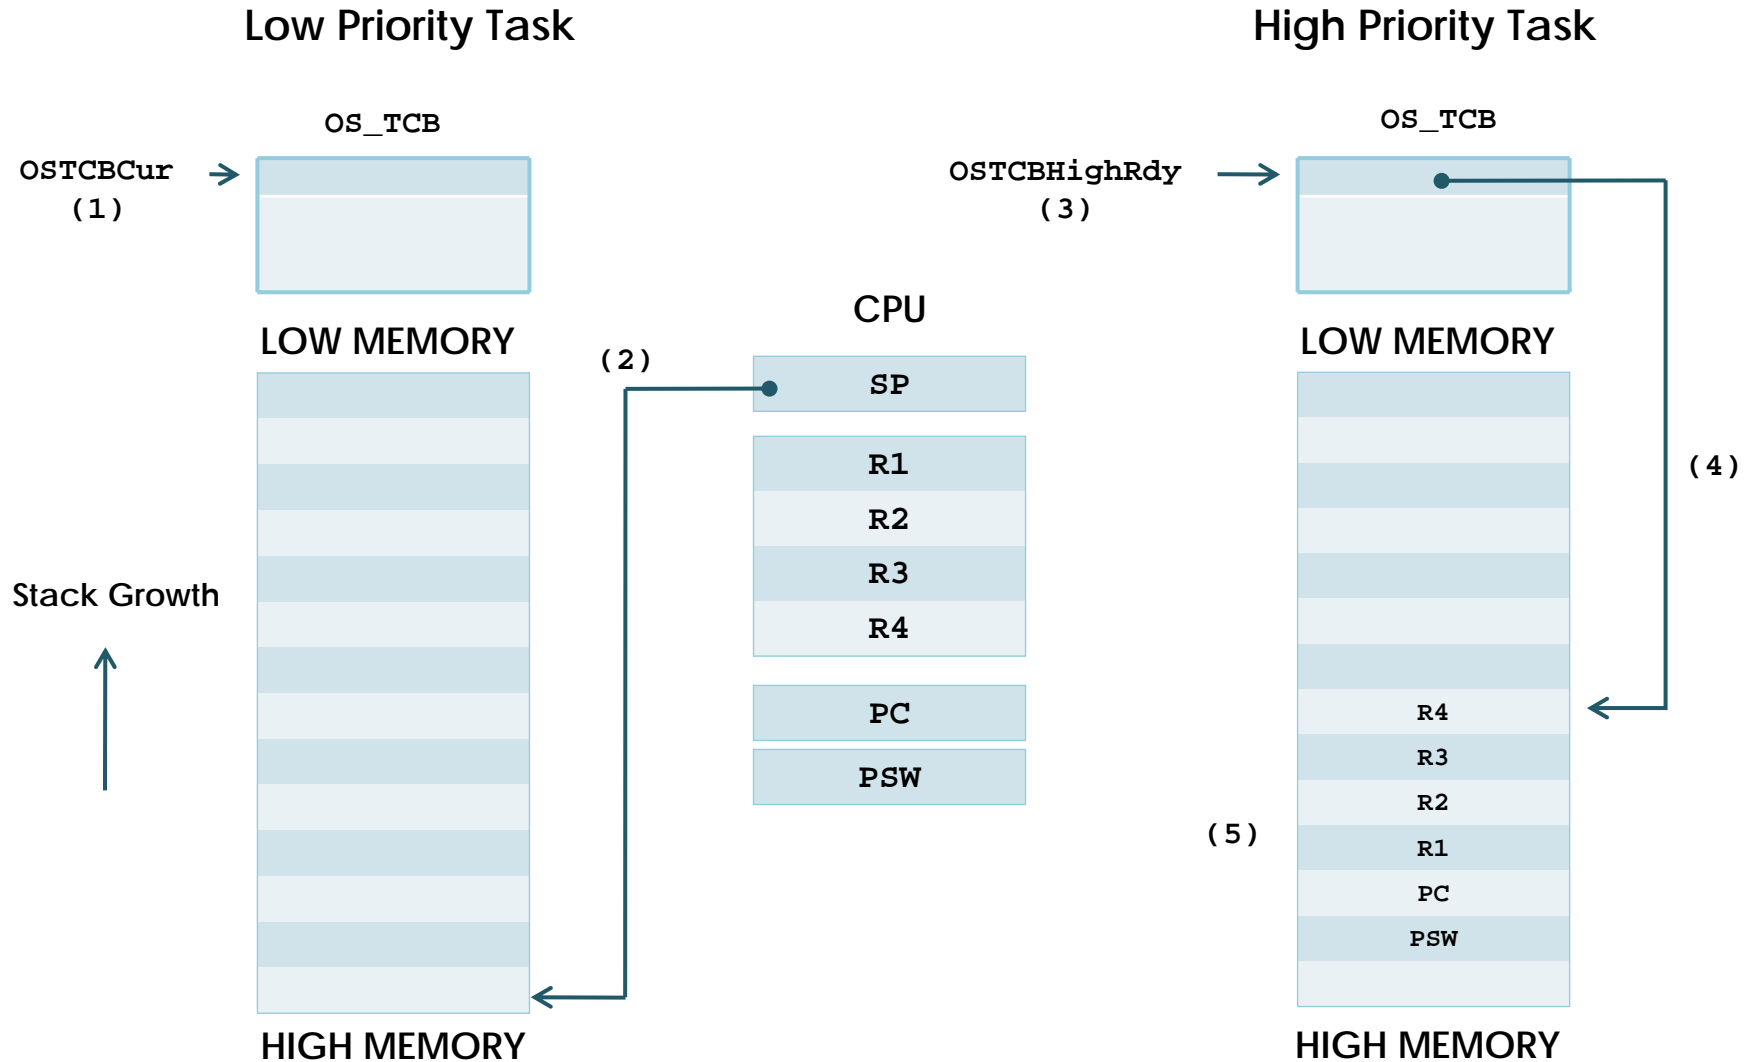 Low Priority Task
High Priority Task
OS_TCB
OS_TCB
OSTCBCur
(1)
OSTCBHighRdy
(3)
CPU
LOW MEMORY
(2)
LOW MEMORY
SP
R1
R2
R3
R4
PC
PSW
(4)
Stack Growth
R4
R3
R2
R1
PC
PSW
(5)
HIGH MEMORY
HIGH MEMORY